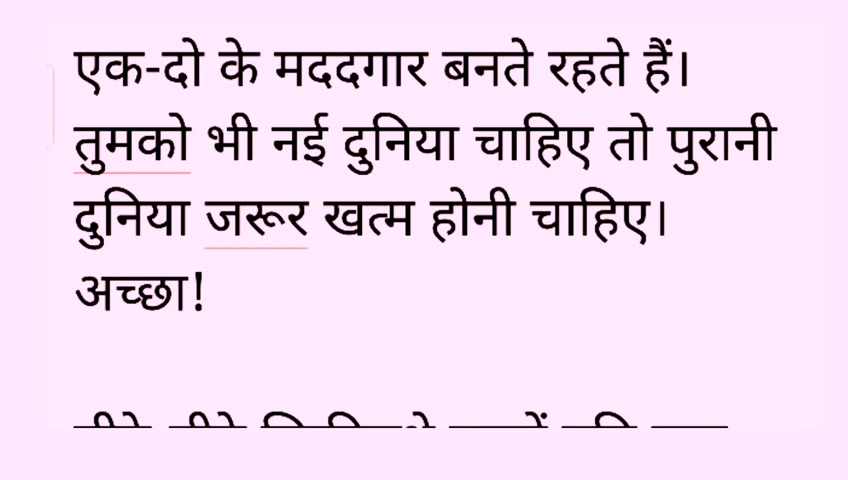 एक-दो के मददगार बनते रहते हैं।
तुमको भी नई दुनिया चाहिए तो पुरानी
दुनिया जरूर खत्म होनी चाहिए।
अच्छा!